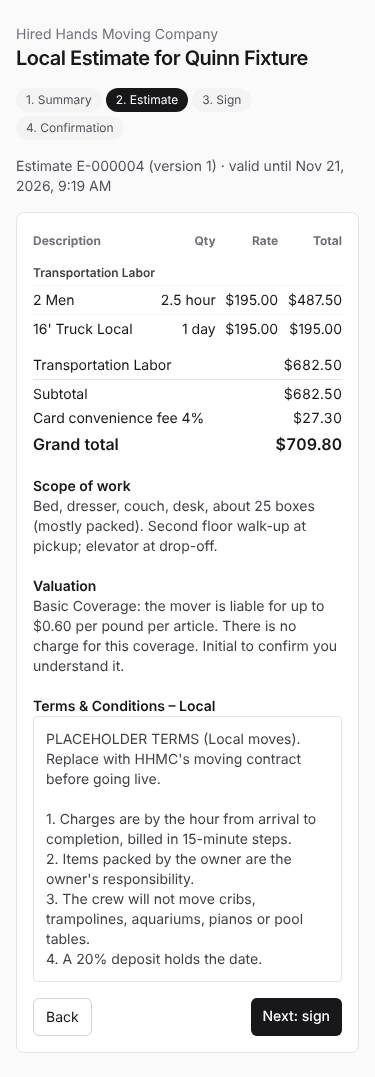 Hired Hands Moving Company
Local Estimate for Quinn Fixture
1. Summary 2. Estimate 3. Sign
4. Confirmation
Estimate E-000004 (version 1) · valid until Nov 21,
2026, 9:19 AM
Description Qty Rate Total
Transportation Labor
2 Men 2.5 hour $195.00 $487.50
16' Truck Local 1 day $195.00 $195.00
Transportation Labor $682.50
Subtotal $682.50
Card convenience fee 4% $27.30
Grand total $709.80
Scope of work
Bed, dresser, couch, desk, about 25 boxes
(mostly packed). Second floor walk-up at
pickup; elevator at drop-off.
Valuation
Basic Coverage: the mover is liable for up to
$0.60 per pound per article. There is no
charge for this coverage. Initial to confirm you
understand it.
Terms & Conditions – Local
PLACEHOLDER TERMS (Local moves).
Replace with HHMC's moving contract
before going live.
1. Charges are by the hour from arrival to
completion, billed in 15-minute steps.
2. Items packed by the owner are the
owner's responsibility.
3. The crew will not move cribs,
trampolines, aquariums, pianos or pool
tables.
4. A 20% deposit holds the date.
Back Next: sign